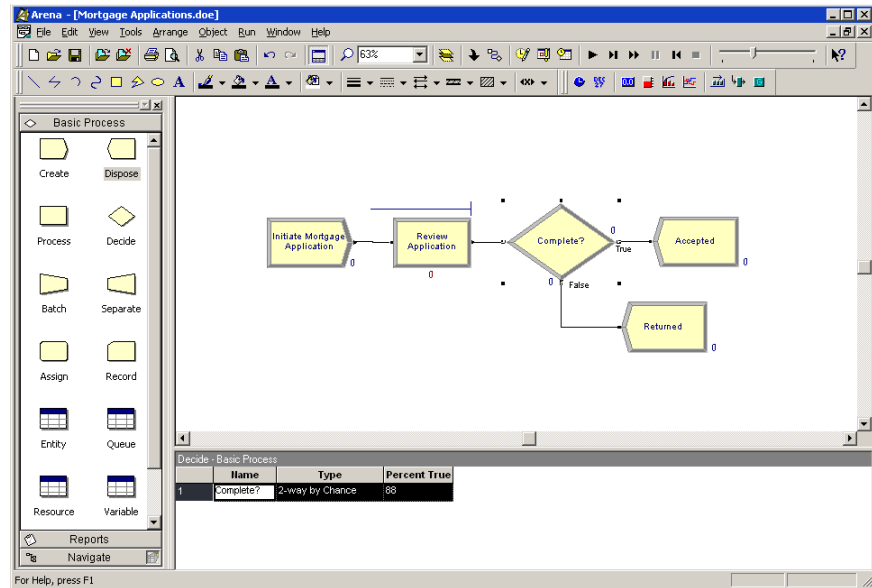 Arena - [Mortgage Applications.doe]
File Edit View Tools Arrange Object Run Window Help
63%
A A
Basic Process
Create Dispose
Process Decide
Batch Separate
Assign Record
Entity Queue
Resource Variable
Reports
Navigate
Initiate Mortgage
Application
0
Review
Application
0
Complete?
0
True
0
False
Accepted
0
Returned
0
Decide - Basic Process
Name Type Percent True
1 Complete? 2-way by Chance 88
For Help, press F1